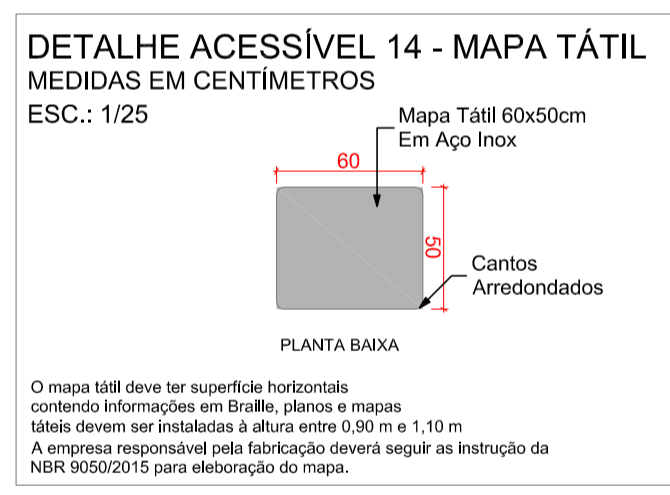 DETALHE ACESSÍVEL 14 - MAPA TÁTIL
MEDIDAS EM CENTÍMETROS
ESC.: 1/25
Mapa Tátil 60x50cm
Em Aço Inox
60
50
Cantos
Arredondados
PLANTA BAIXA
O mapa tátil deve ter superfície horizontais
contendo informações em Braille, planos e mapas
táteis devem ser instaladas à altura entre 0,90 m e 1,10 m
A empresa responsável pela fabricação deverá seguir as instrução da
NBR 9050/2015 para eleboração do mapa.